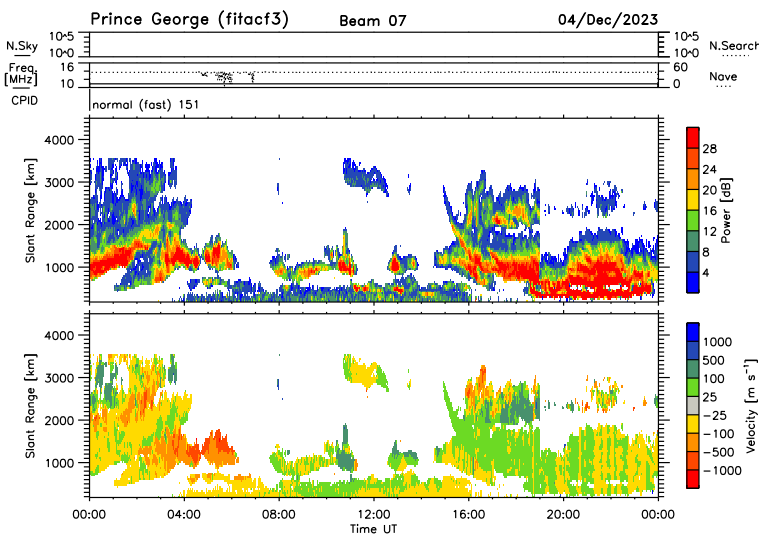 Prince George (fitacf3) Beam 07 04/Dec/2023
10^5 10^5
N.Sky N.Search
10^0 10^0
Freq. 16 60
[MHz] Nave
10 0
CPID normal (fast) 151
4000
3000
2000
1000
Slant Range [km]
28
24
20
16
12
8
4
Power [dB]
4000
3000
2000
1000
Slant Range [km]
1000
500
100
25
-25
-100
-500
-1000
Velocity [m s⁻¹]
00:00 04:00 08:00 12:00 16:00 20:00 00:00
Time UT